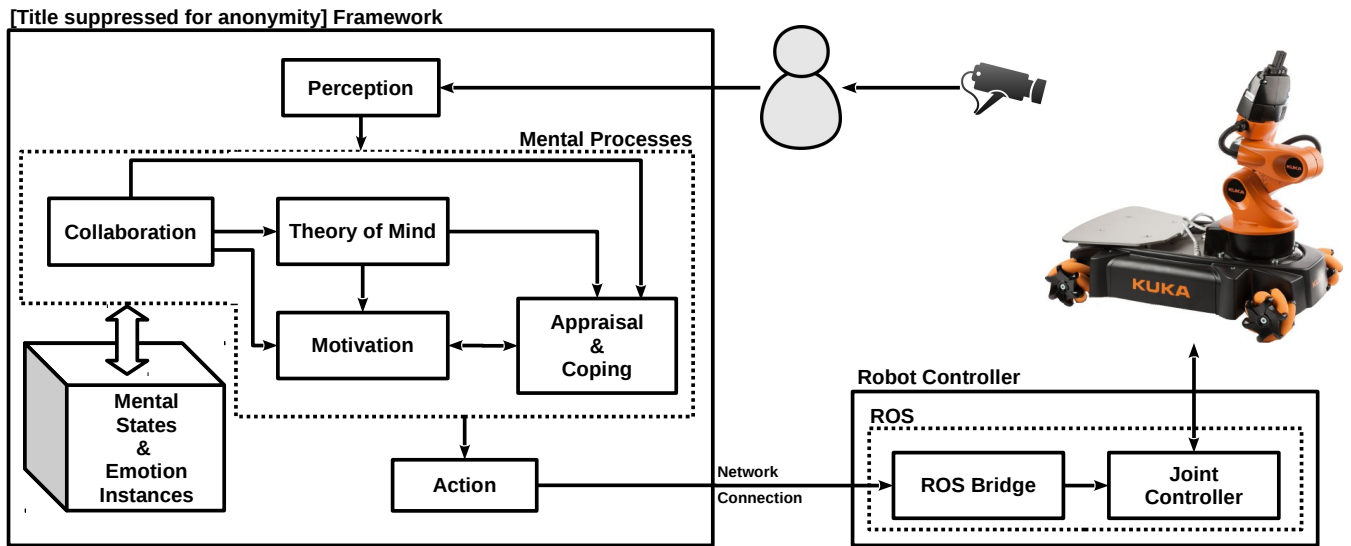 [Title suppressed for anonymity] Framework
Perception
Mental Processes
Collaboration
Theory of Mind
Motivation
Appraisal
&
Coping
Mental
States
&
Emotion
Instances
Action
Network
Connection
KUKA
KUKA
KUKA
Robot Controller
ROS
ROS Bridge
Joint
Controller